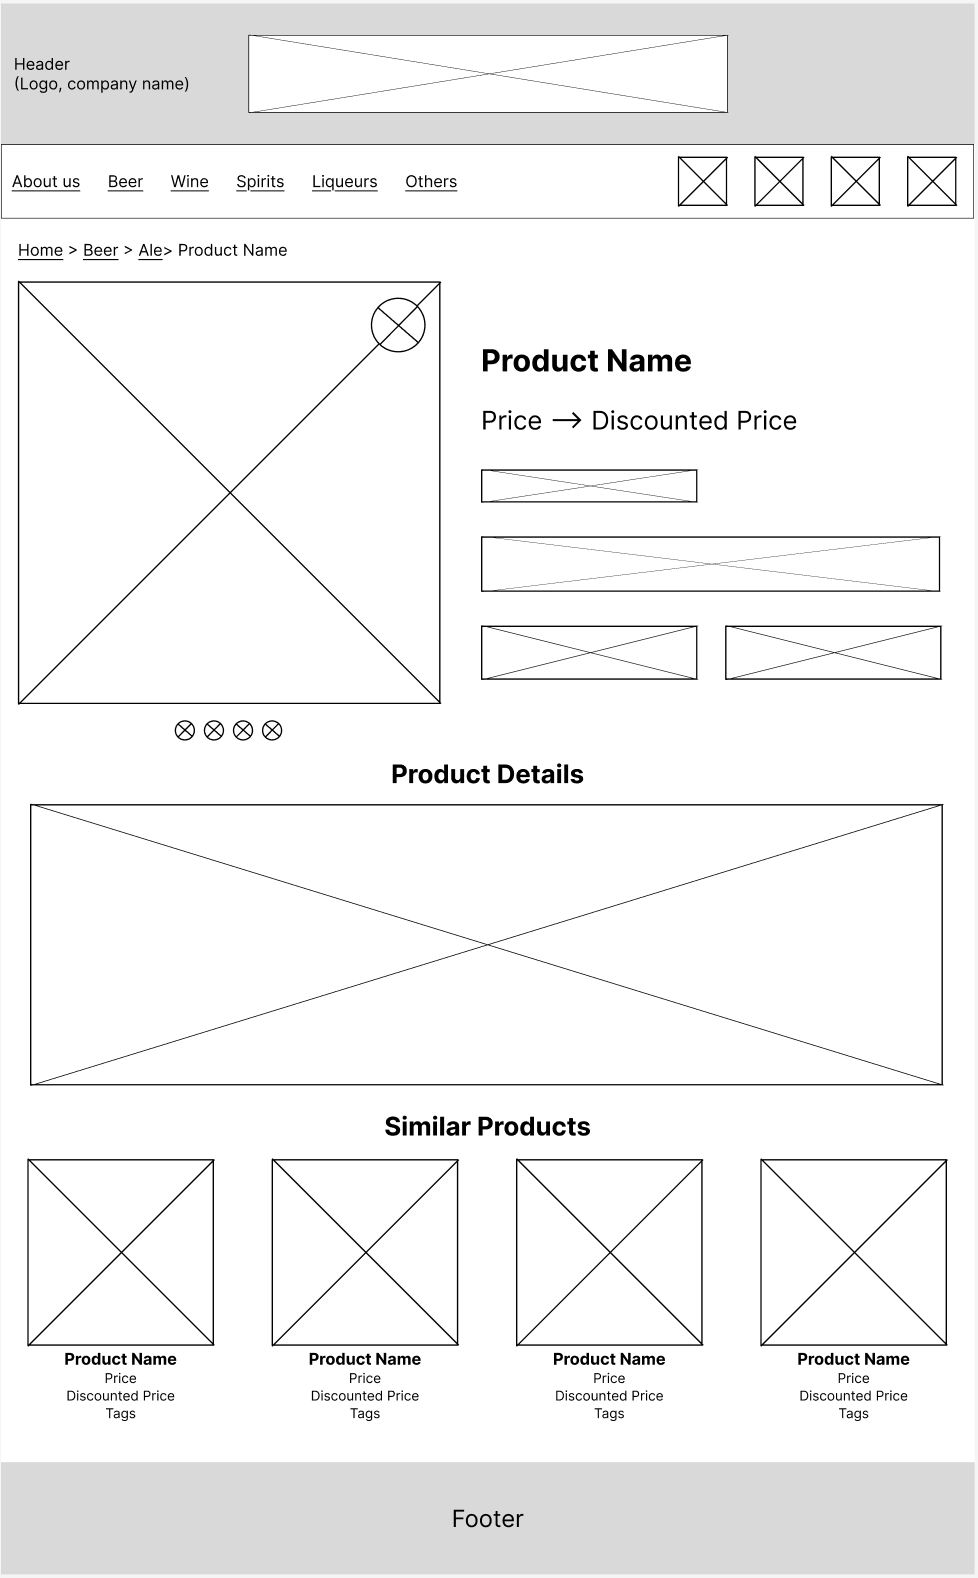 Header
(Logo, company name)
About us Beer Wine Spirits Liqueurs Others
Home > Beer > Ale> Product Name
Product Name
Price → Discounted Price
Product Details
Similar Products
Product Name Product Name Product Name Product Name
Price Price Price Price
Discounted Price Discounted Price Discounted Price Discounted Price
Tags Tags Tags Tags
Footer